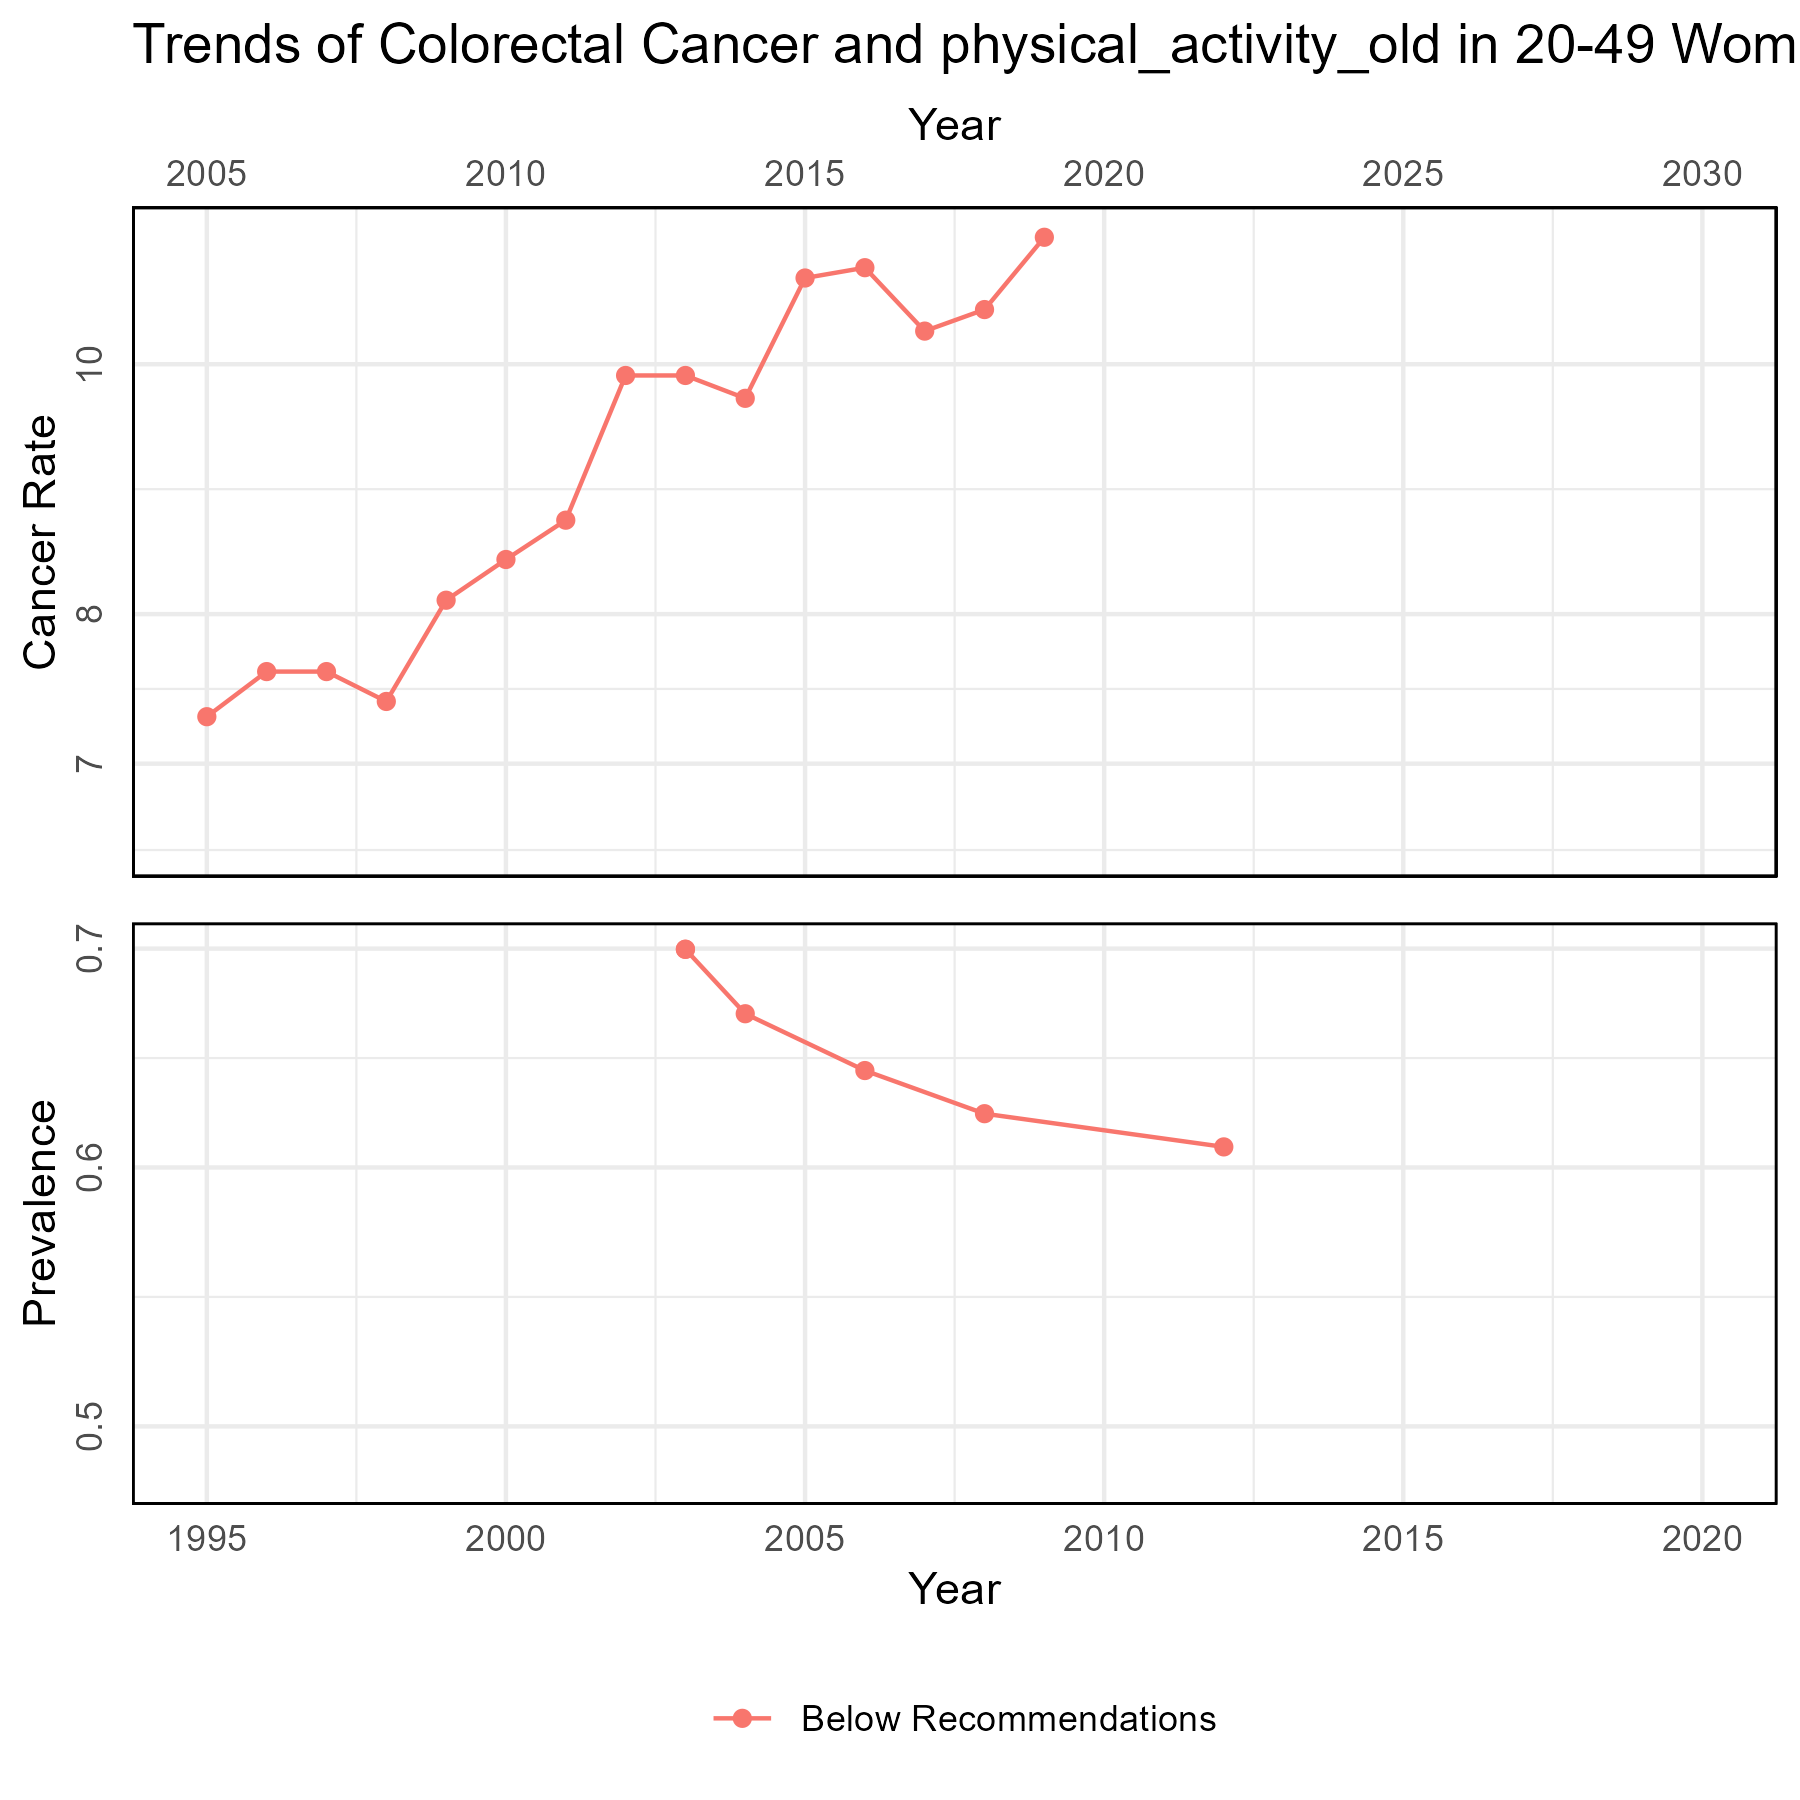 Trends of Colorectal Cancer and physical_activity_old in 20-49 Wom
Year
2005 2010 2015 2020 2025 2030
Cancer Rate
10
8
7
Prevalence
0.7
0.6
0.5
1995 2000 2005 2010 2015 2020
Year
Below Recommendations